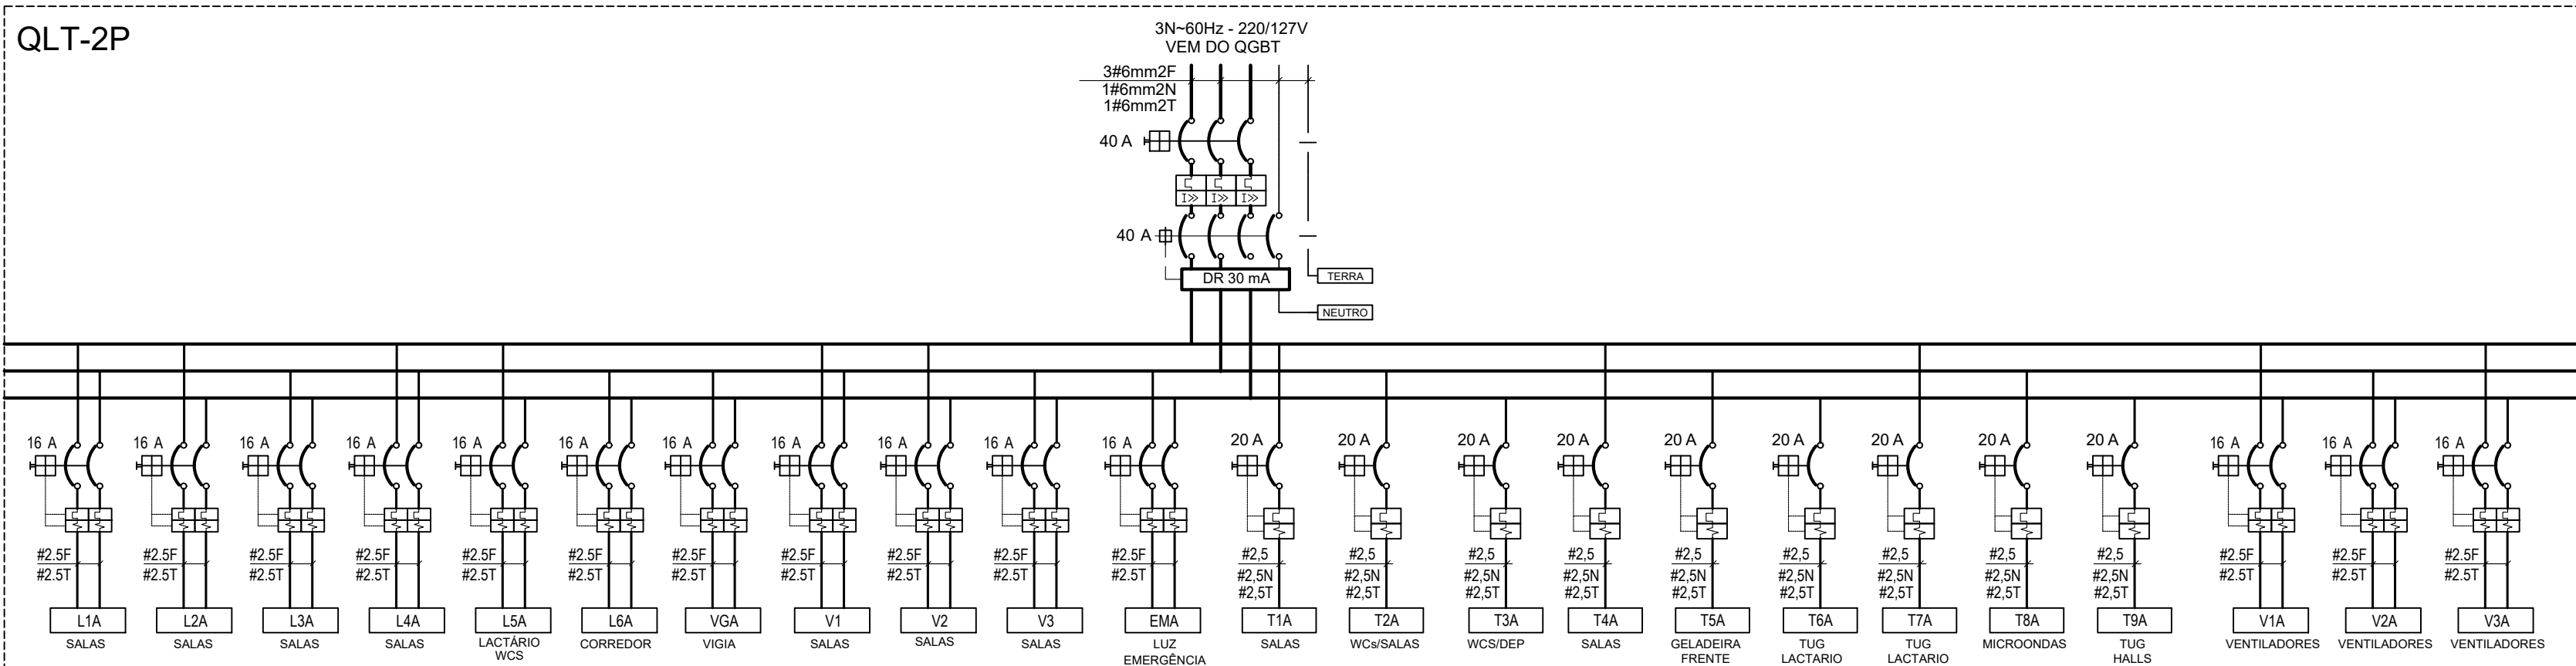 QLT-2P
3N~60Hz - 220/127V
VEM DO QGBT
3#6mm2F
1#6mm2N
1#6mm2T
40 A
I>> I>> I>>
40 A
DR 30 mA
TERRA
NEUTRO
16 A 16 A 16 A 16 A 16 A 16 A 16 A 16 A 16 A 16 A 16 A 20 A 20 A 20 A 20 A 20 A 20 A 20 A 20 A 20 A 16 A 16 A 16 A
#2.5F #2.5F #2.5F #2.5F #2.5F #2.5F #2.5F #2.5F #2.5F #2.5F #2.5F #2,5 #2,5 #2,5 #2,5 #2,5 #2,5 #2,5 #2,5 #2,5 #2.5F #2.5F #2.5F
#2.5T #2.5T #2.5T #2.5T #2.5T #2.5T #2.5T #2.5T #2.5T #2.5T #2.5T #2,5N #2,5N #2,5N #2,5N #2,5N #2,5N #2,5N #2,5N #2,5N #2.5T #2.5T #2.5T
#2,5T #2,5T #2,5T #2,5T #2,5T #2,5T #2,5T #2,5T #2,5T
L1A L2A L3A L4A L5A L6A VGA V1 V2 V3 EMA T1A T2A T3A T4A T5A T6A T7A T8A T9A V1A V2A V3A
SALAS SALAS SALAS SALAS LACTÁRIO CORREDOR VIGIA SALAS SALAS SALAS LUZ SALAS WCs/SALAS WCS/DEP SALAS GELADEIRA TUG TUG MICROONDAS TUG VENTILADORES VENTILADORES VENTILADORES
WCS EMERGÊNCIA FRENTE LACTARIO LACTARIO HALLS